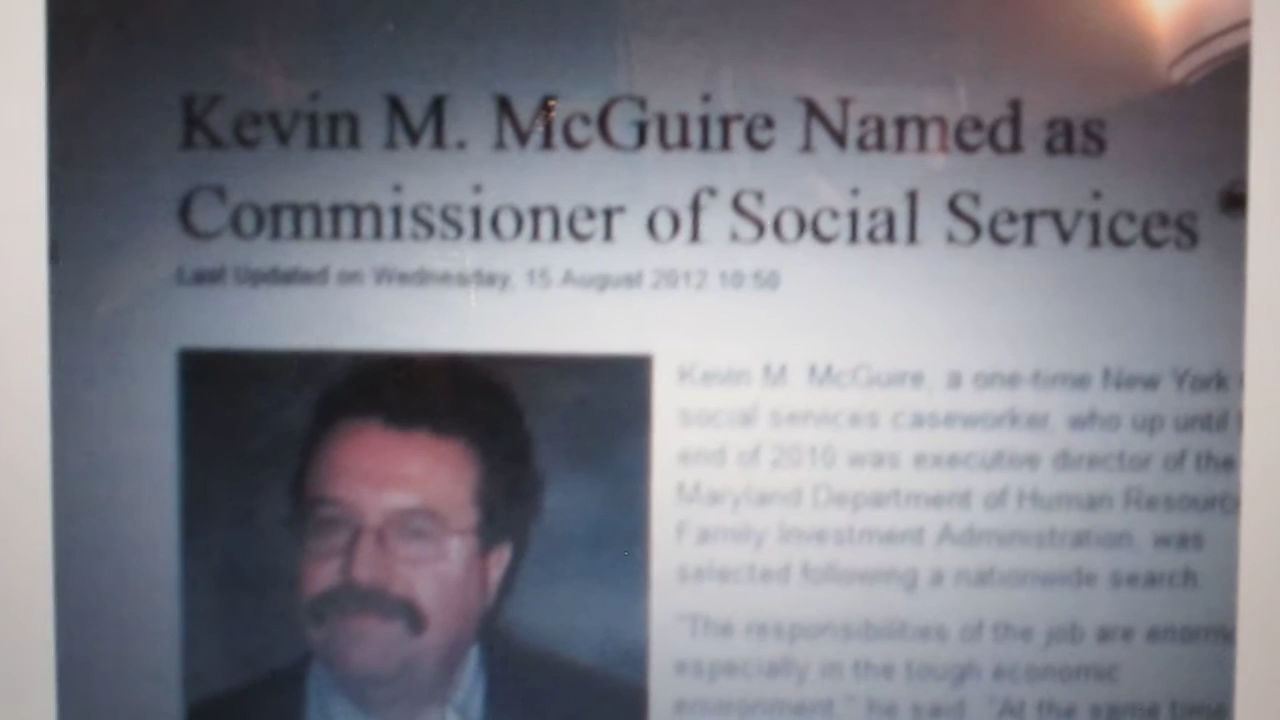 Kevin M. McGuire Named as
Commissioner of Social Services
Last Updated on Wednesday, 15 August 2012 10:50
Kevin M. McGuire, a one-time New York
social services caseworker, who up until
end of 2010 was executive director of the
Maryland Department of Human Resourc
Family Investment Administration, was
selected following a nationwide search.
"The responsibilities of the job are enorm
especially in the tough economic
environment," he said. "At the same time